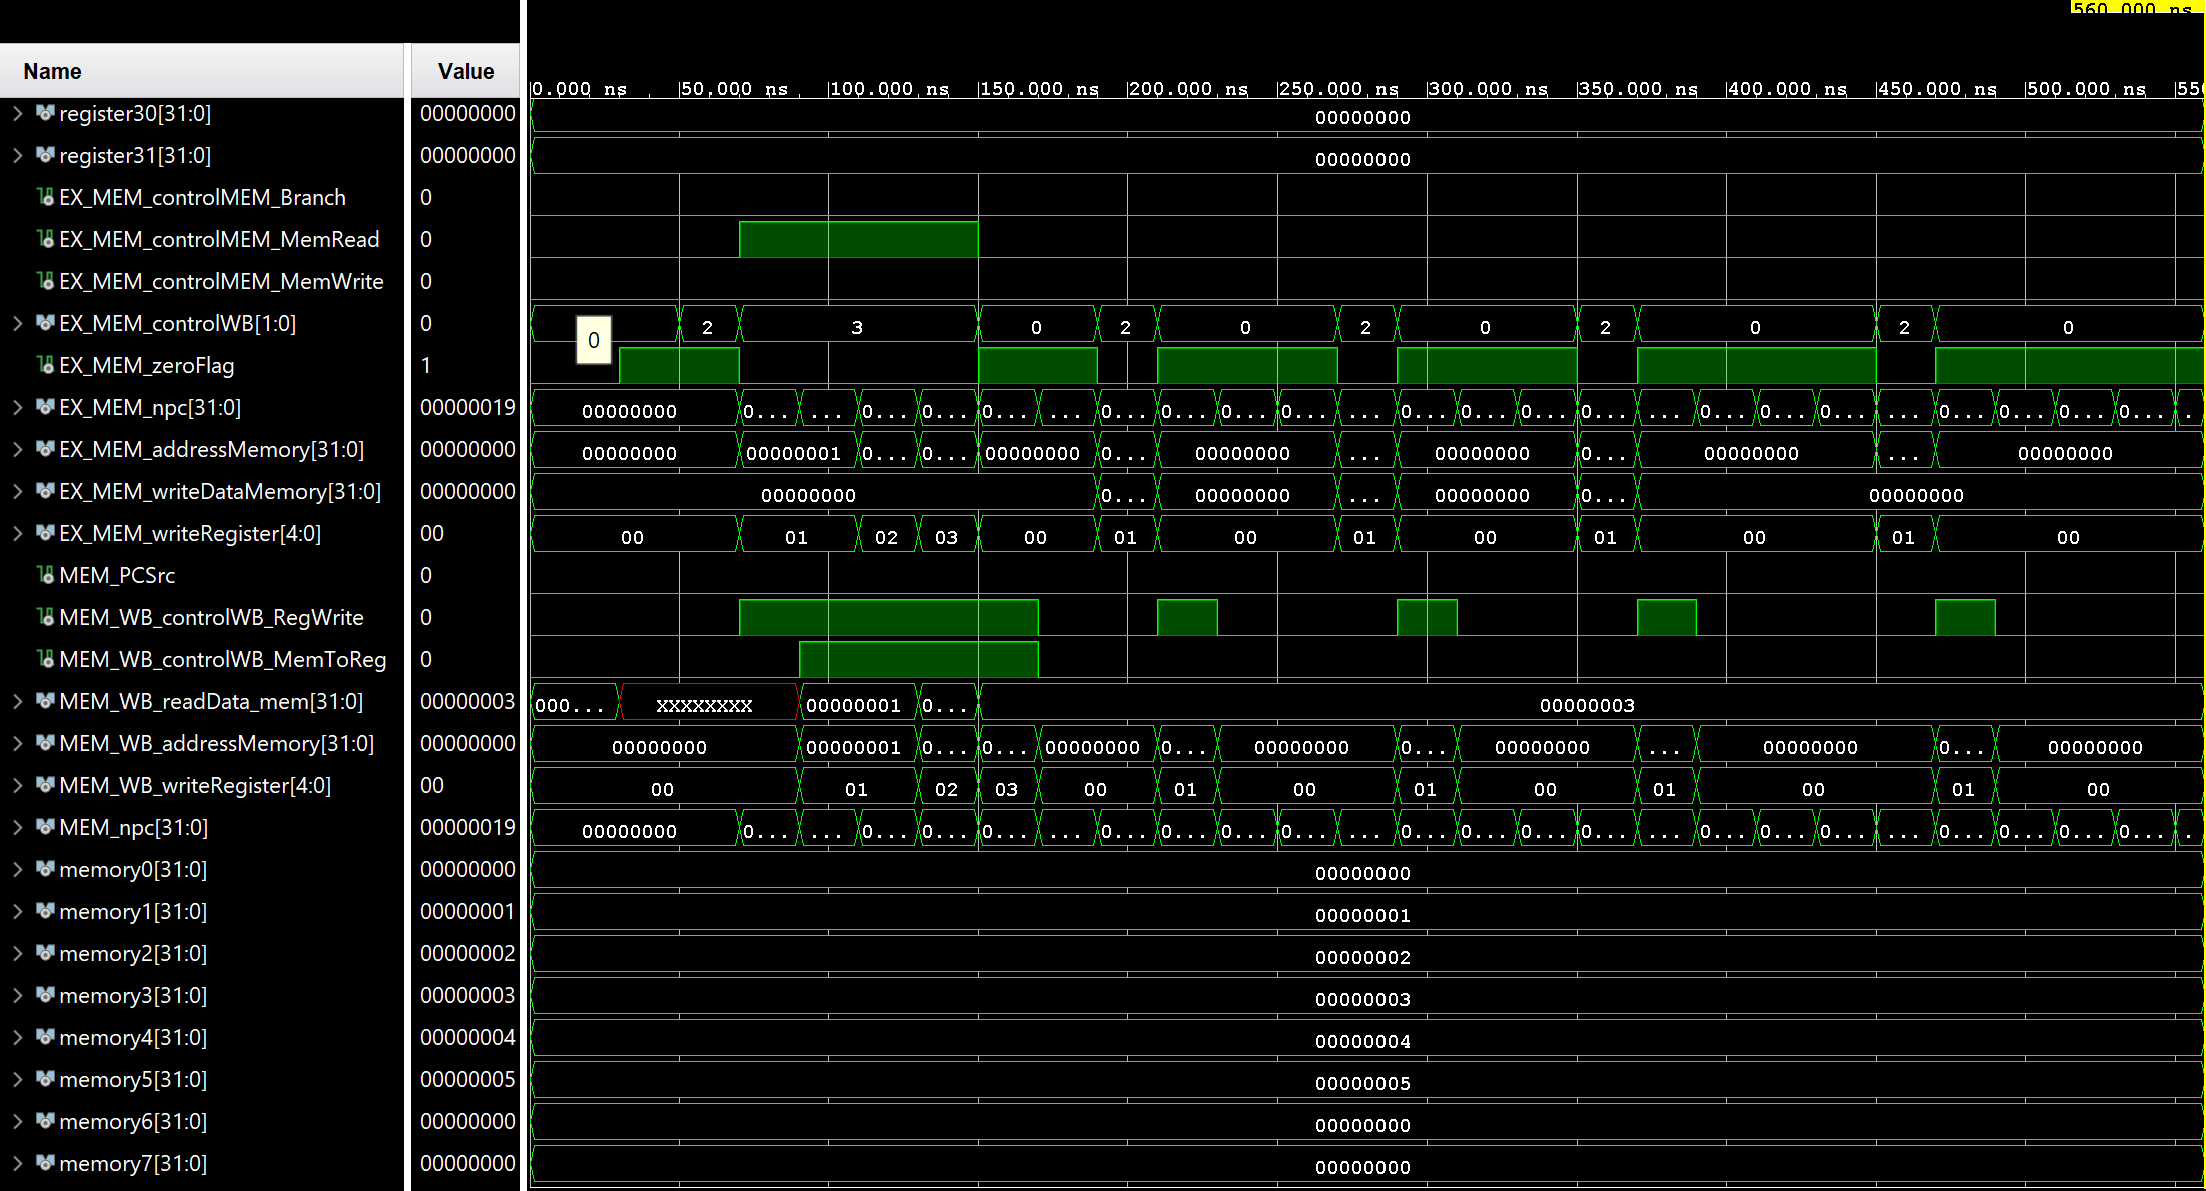 560.000 ns
Name Value
0.000 ns 50.000 ns 100.000 ns 150.000 ns 200.000 ns 250.000 ns 300.000 ns 350.000 ns 400.000 ns 450.000 ns 500.000 ns 550
register30[31:0] 00000000 00000000
register31[31:0] 00000000 00000000
EX_MEM_controlMEM_Branch 0
EX_MEM_controlMEM_MemRead 0
EX_MEM_controlMEM_MemWrite 0
EX_MEM_controlWB[1:0] 0 0 2 3 0 2 0 2 0 2 0 2 0
EX_MEM_zeroFlag 1
EX_MEM_npc[31:0] 00000019 00000000 0... ... 0... 0... 0... ... 0... 0... 0... 0... ... 0... 0... 0... 0... ... 0... 0... 0... ... 0... 0... 0... 0... .
EX_MEM_addressMemory[31:0] 00000000 00000000 00000001 0... 0... 00000000 0... 00000000 ... 00000000 0... 00000000 ... 00000000
EX_MEM_writeDataMemory[31:0] 00000000 00000000 0... 00000000 ... 00000000 0... 00000000
EX_MEM_writeRegister[4:0] 00 00 01 02 03 00 01 00 01 00 01 00 01 00
MEM_PCSrc 0
MEM_WB_controlWB_RegWrite 0
MEM_WB_controlWB_MemToReg 0
MEM_WB_readData_mem[31:0] 00000003 000... XXXXXXXX 00000001 0... 00000003
MEM_WB_addressMemory[31:0] 00000000 00000000 00000001 0... 0... 00000000 0... 00000000 0... 00000000 ... 00000000 0... 00000000
MEM_WB_writeRegister[4:0] 00 00 01 02 03 00 01 00 01 00 01 00 01 00
MEM_npc[31:0] 00000019 00000000 0... ... 0... 0... 0... ... 0... 0... 0... 0... ... 0... 0... 0... 0... ... 0... 0... 0... ... 0... 0... 0... 0... .
memory0[31:0] 00000000 00000000
memory1[31:0] 00000001 00000001
memory2[31:0] 00000002 00000002
memory3[31:0] 00000003 00000003
memory4[31:0] 00000004 00000004
memory5[31:0] 00000005 00000005
memory6[31:0] 00000000 00000000
memory7[31:0] 00000000 00000000